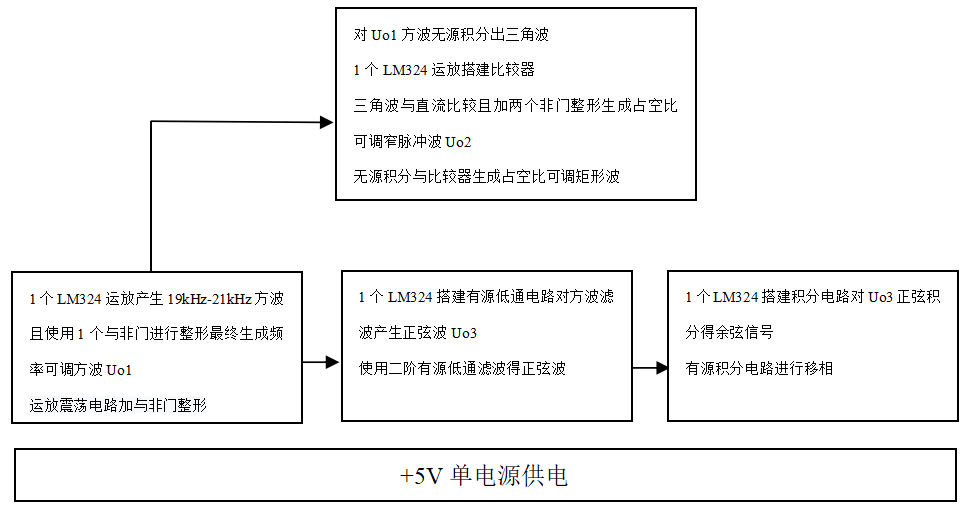 对 Uo1 方波无源积分出三角波
1 个 LM324 运放搭建比较器
三角波与直流比较且加两个非门整形生成占空比
可调窄脉冲波 Uo2
无源积分与比较器生成占空比可调矩形波
1 个 LM324 运放产生 19kHz-21kHz 方波
且使用 1 个与非门进行整形最终生成频
率可调方波 Uo1
运放震荡电路加与非门整形
1 个 LM324 搭建有源低通电路对方波滤
波产生正弦波 Uo3
使用二阶有源低通滤波得正弦波
1 个 LM324 搭建积分电路对 Uo3 正弦积
分得余弦信号
有源积分电路进行移相
+5V 单电源供电